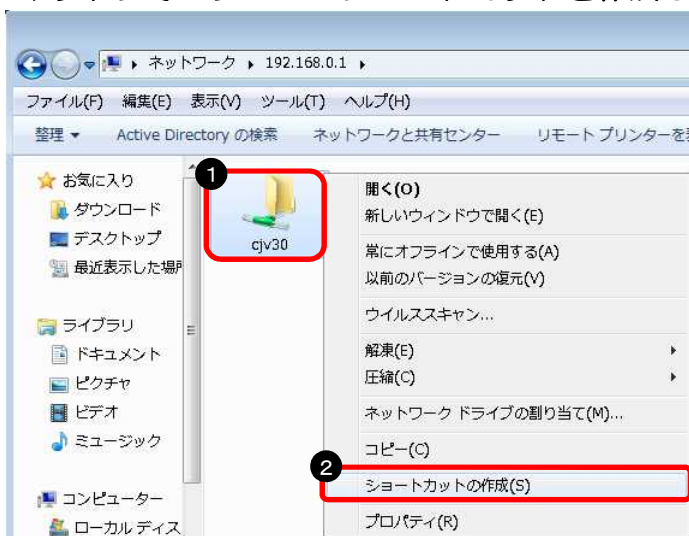 ネットワーク ▸ 192.168.0.1 ▸
ファイル(F) 編集(E) 表示(V) ツール(T) ヘルプ(H)
整理 ▼ Active Directory の検索 ネットワークと共有センター リモート プリンターを
お気に入り
ダウンロード
デスクトップ
最近表示した場所
ライブラリ
ドキュメント
ピクチャ
ビデオ
ミュージック
コンピューター
ローカル ディス
1
cjv30
開く(O)
新しいウィンドウで開く(E)
常にオフラインで使用する(A)
以前のバージョンの復元(V)
ウイルススキャン...
解凍(E)
圧縮(C)
ネットワーク ドライブの割り当て(M)...
コピー(C)
2
ショートカットの作成(S)
プロパティ(R)